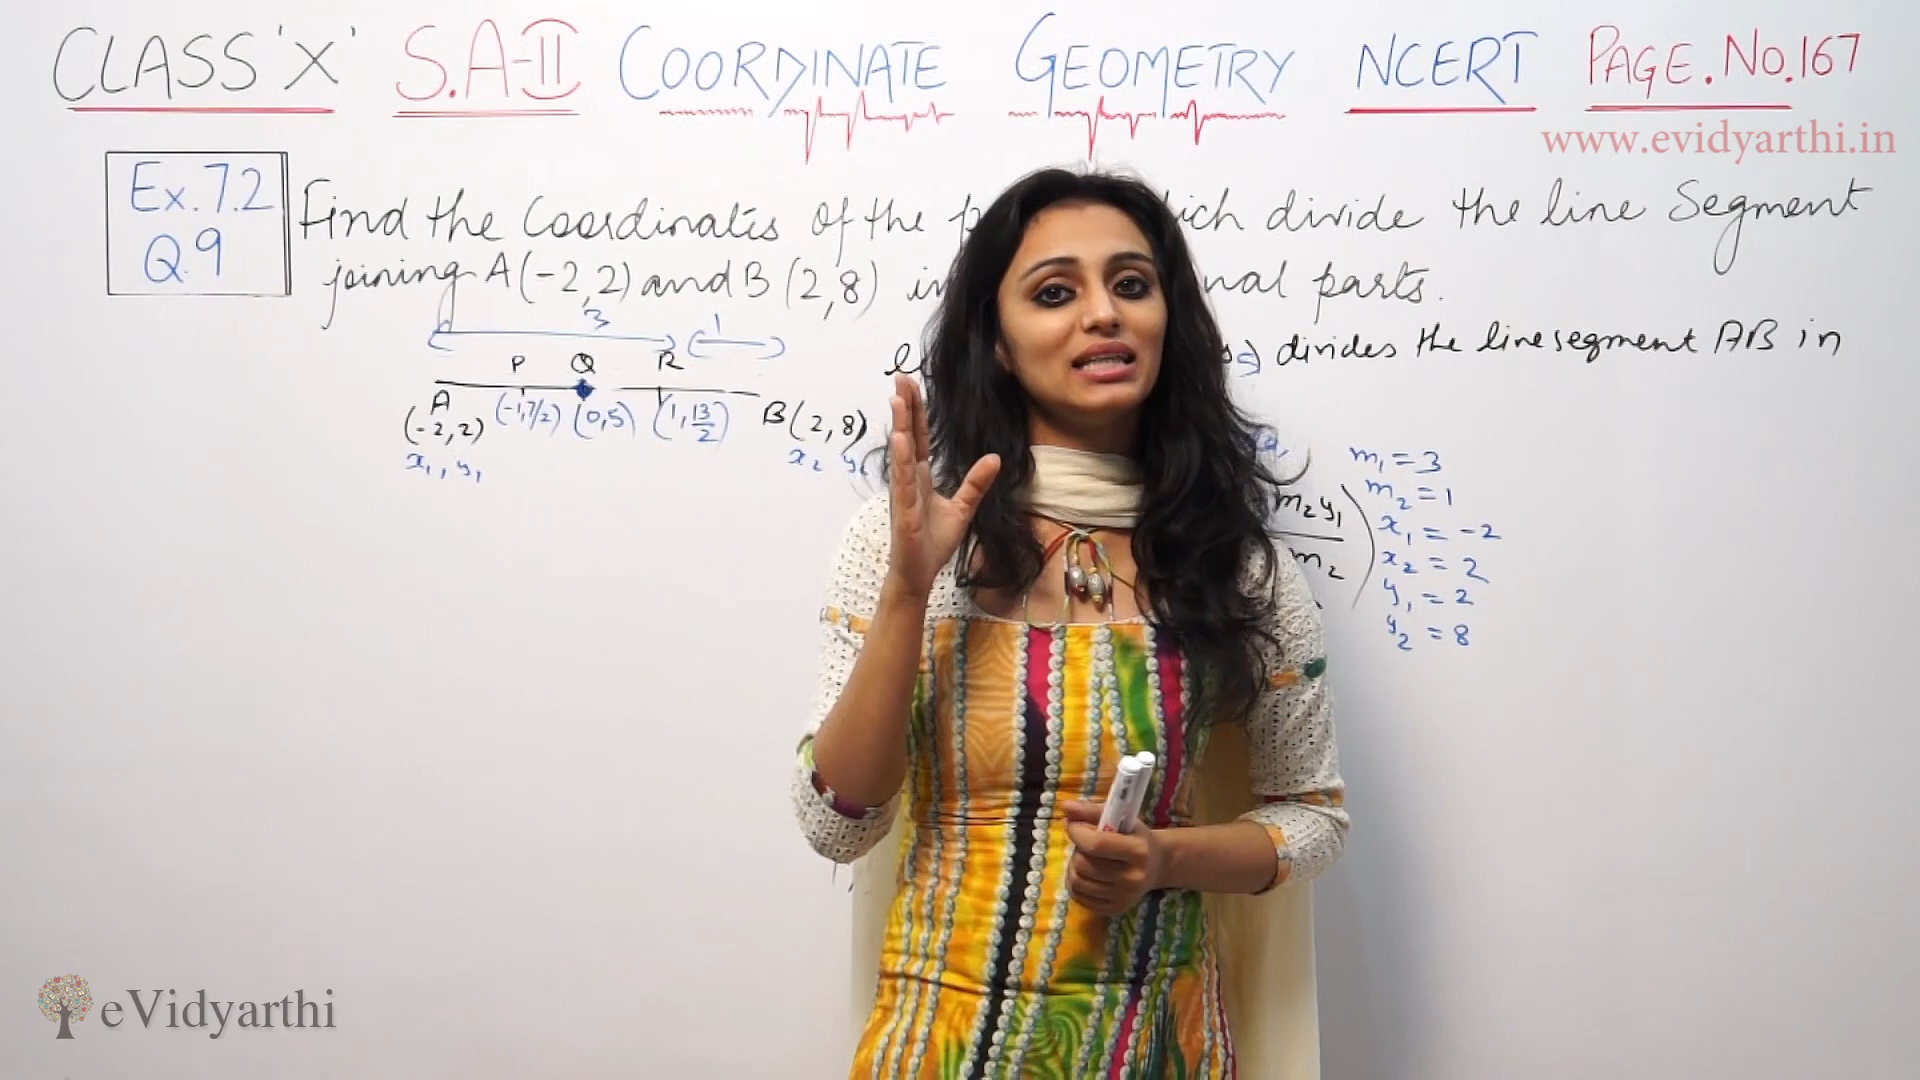 CLASS 'X' S.A-II COORDINATE GEOMETRY NCERT PAGE.No.167
www.evidyarthi.in
Ex.7.2
Q.9
Find the Coordinates of the which divide the line Segment
joining A(-2,2) and B (2,8) in parts.
3 1
divides the line segment AB in
P Q R
A (-1,7/2) (0,5) (1,13/2) B(2,8)
(-2,2)
x₁, y₁ x₂ y₂
m₁ = 3
m₂ = 1
m₂y₁
x₁ = -2
m₂
x₂ = 2
y₁ = 2
y₂ = 8
eVidyarthi